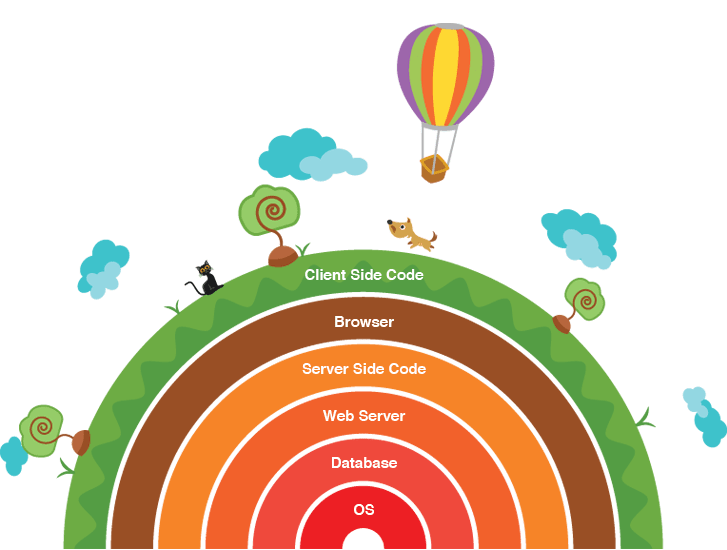 Client Side Code
Browser
Server Side Code
Web Server
Database
OS